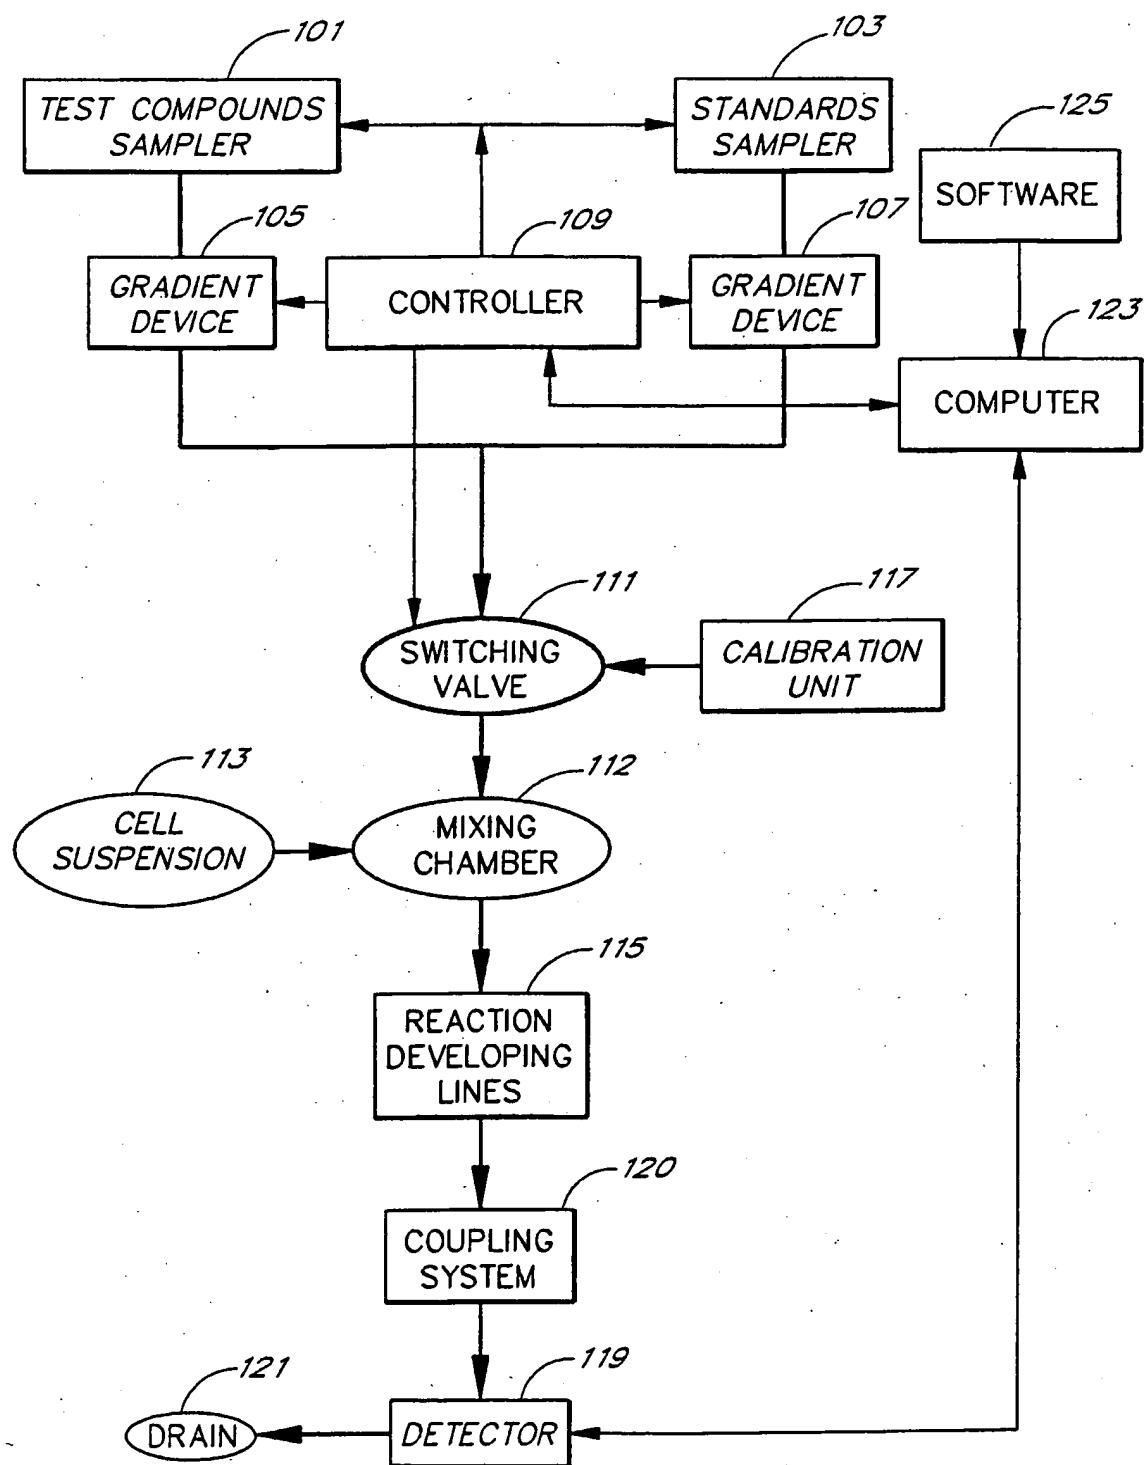 101
103
TEST COMPOUNDS
SAMPLER
STANDARDS
SAMPLER
125
SOFTWARE
105
109
107
GRADIENT
DEVICE
CONTROLLER
GRADIENT
DEVICE
123
COMPUTER
111
117
SWITCHING
VALVE
CALIBRATION
UNIT
113
112
CELL
SUSPENSION
MIXING
CHAMBER
115
REACTION
DEVELOPING
LINES
120
COUPLING
SYSTEM
121
119
DRAIN
DETECTOR